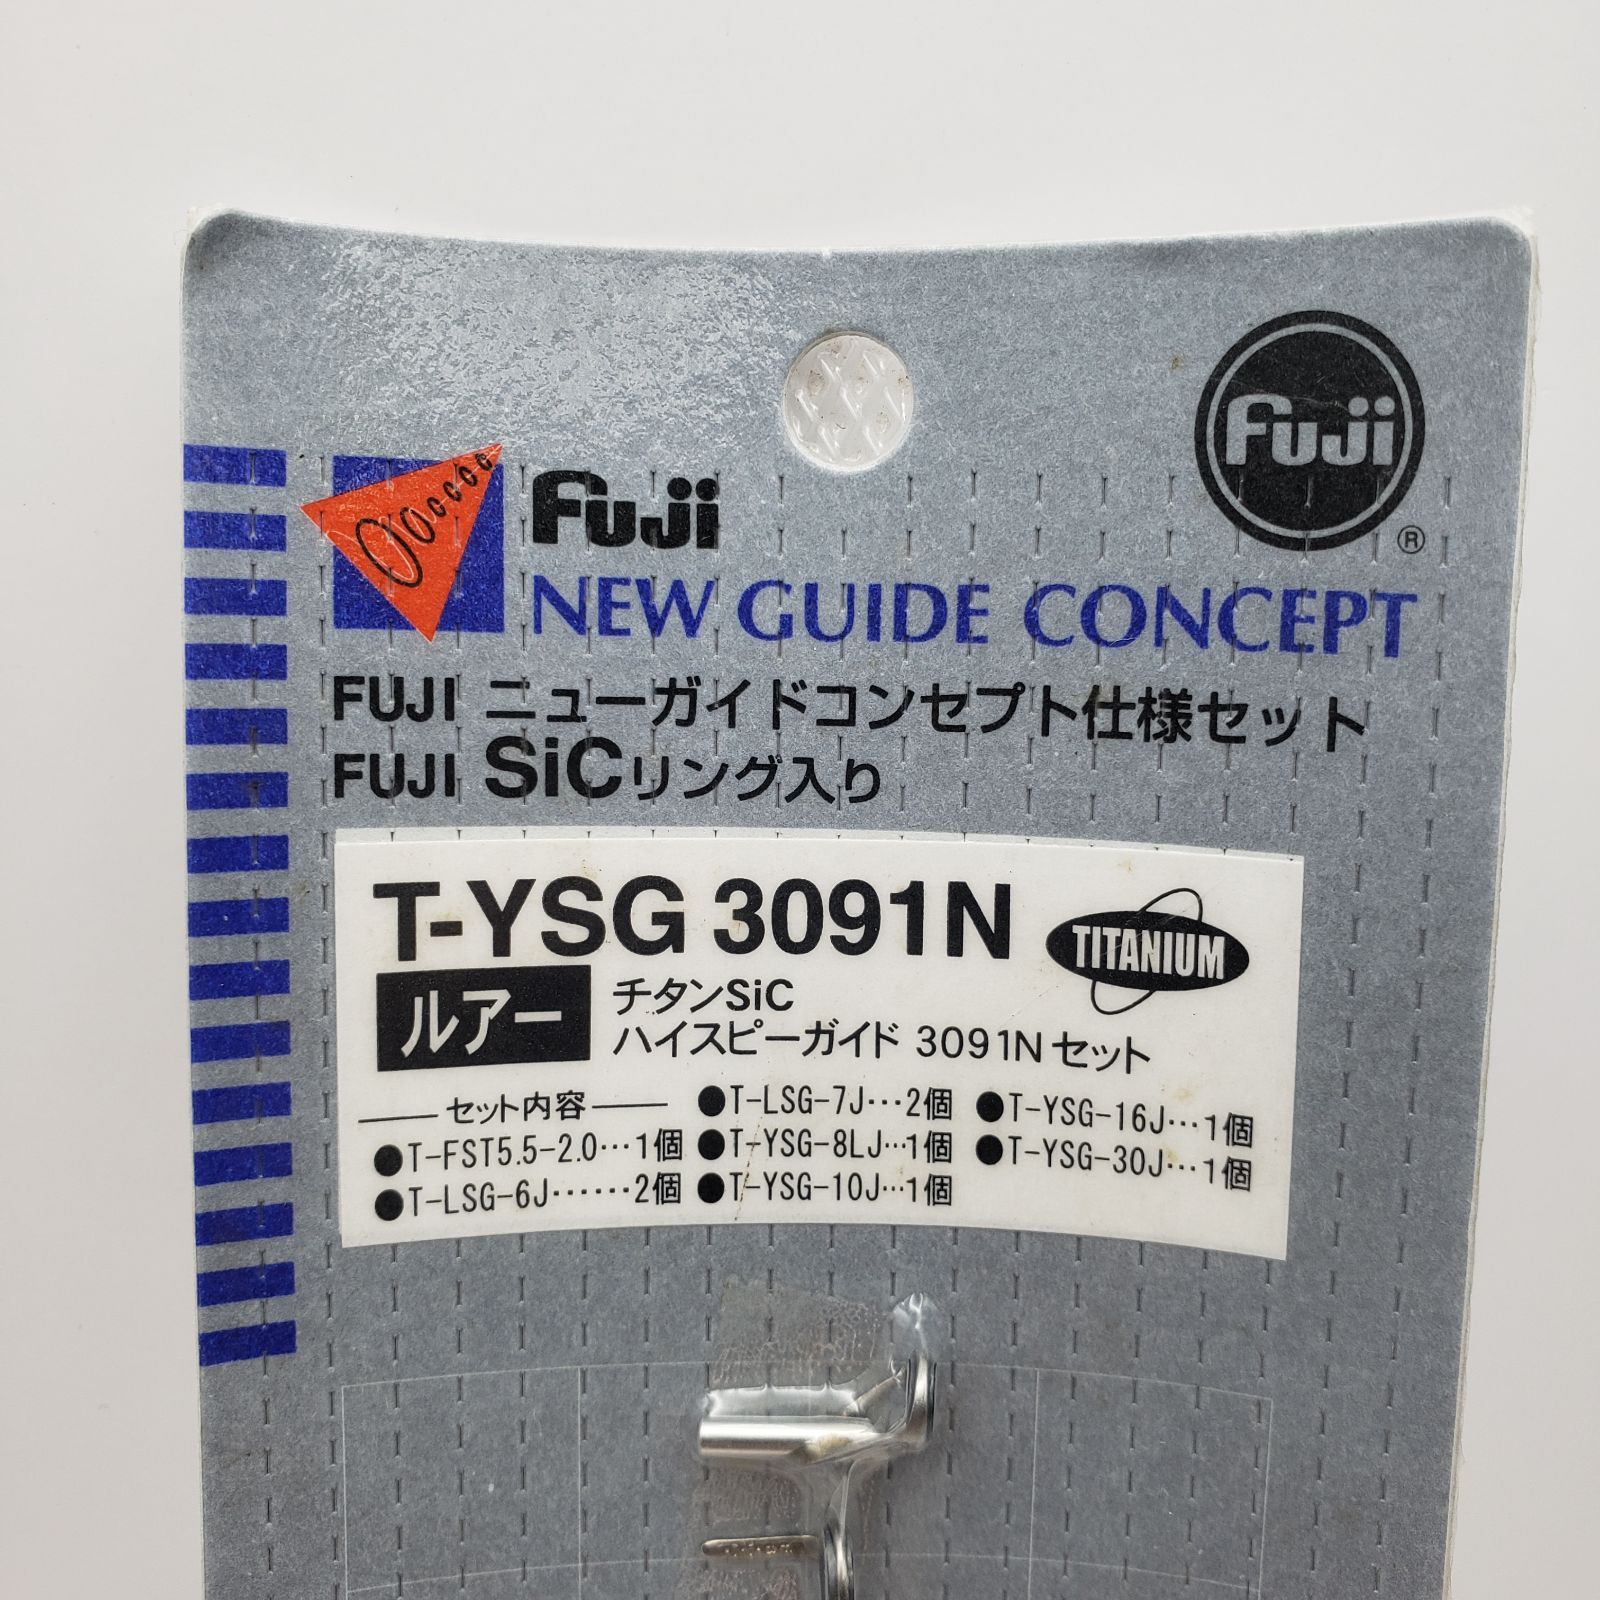 Fuji
®
Fuji
NEW GUIDE CONCEPT
FUJI ニューガイドコンセプト仕様セット
FUJI SiCリング入り
T-YSG 3091N
TITANIUM
ルアー
チタンSiC
ハイスピーガイド 3091Nセット
セット内容
●T-FST5.5-2.0…1個
●T-LSG-6J……2個
●T-LSG-7J…2個
●T-YSG-8LJ…1個
●T-YSG-10J…1個
●T-YSG-16J…1個
●T-YSG-30J…1個